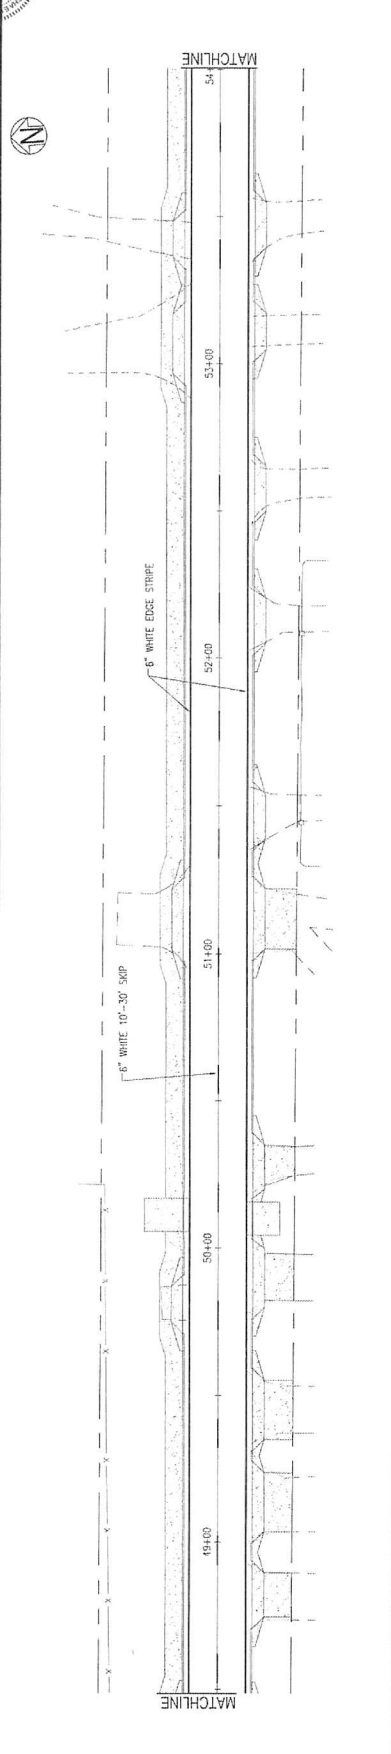 MATCHLINE
54
N
53+00
6" WHITE EDGE STRIPE
52+00
51+00
6" WHITE 10'-30' SKIP
50+00
49+00
MATCHLINE